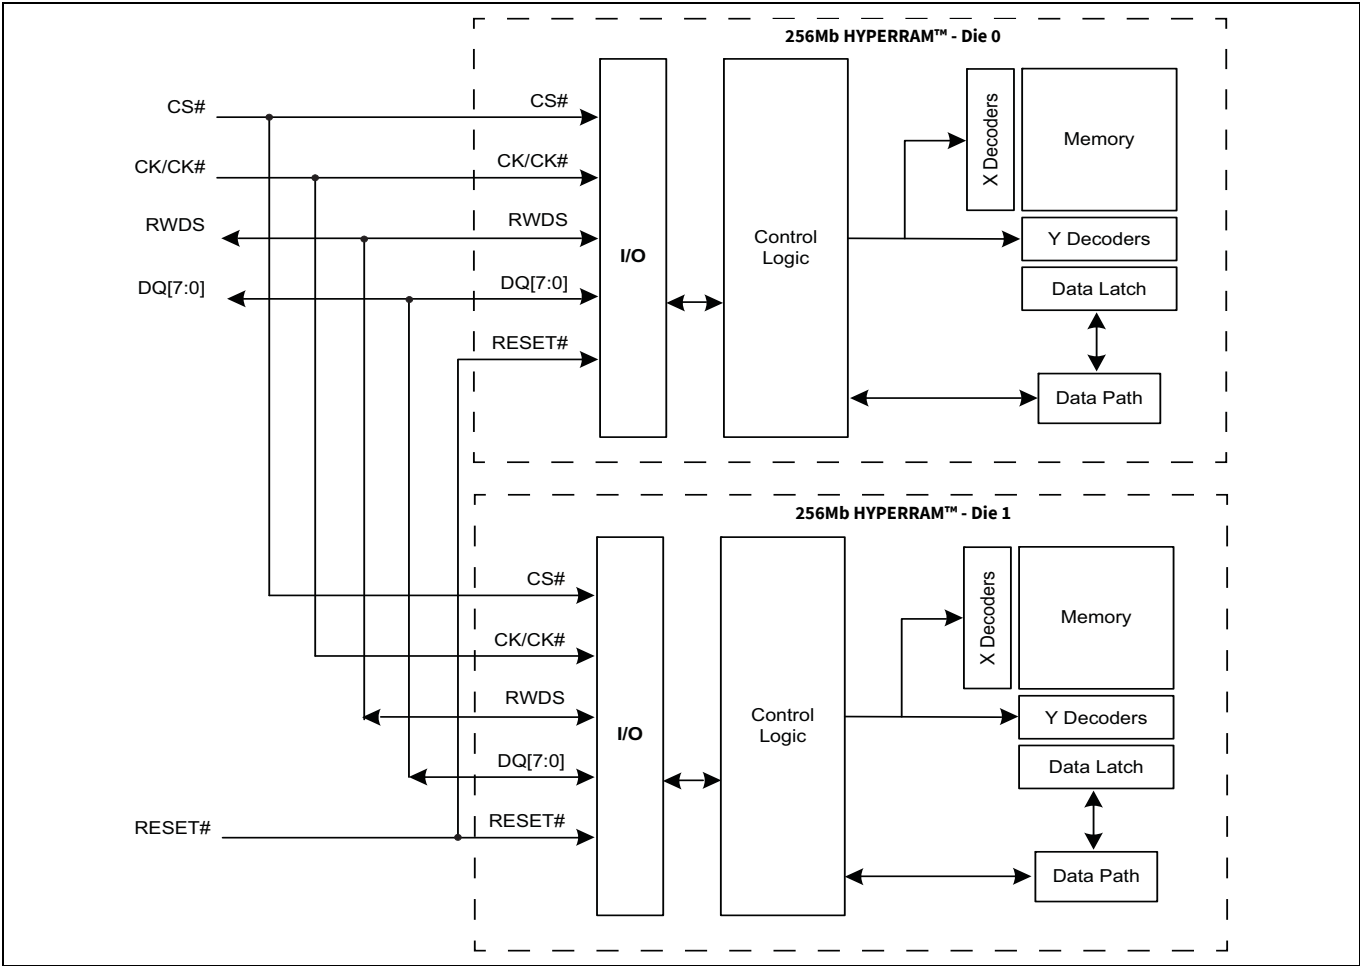 256Mb HYPERRAM™ - Die 0
CS#
CS#
CK/CK#
CK/CK#
RWDS
RWDS
DQ[7:0]
DQ[7:0]
RESET#
I/O
Control
Logic
X Decoders
Memory
Y Decoders
Data Latch
Data Path
256Mb HYPERRAM™ - Die 1
CS#
CK/CK#
RWDS
DQ[7:0]
RESET#
RESET#
I/O
Control
Logic
X Decoders
Memory
Y Decoders
Data Latch
Data Path